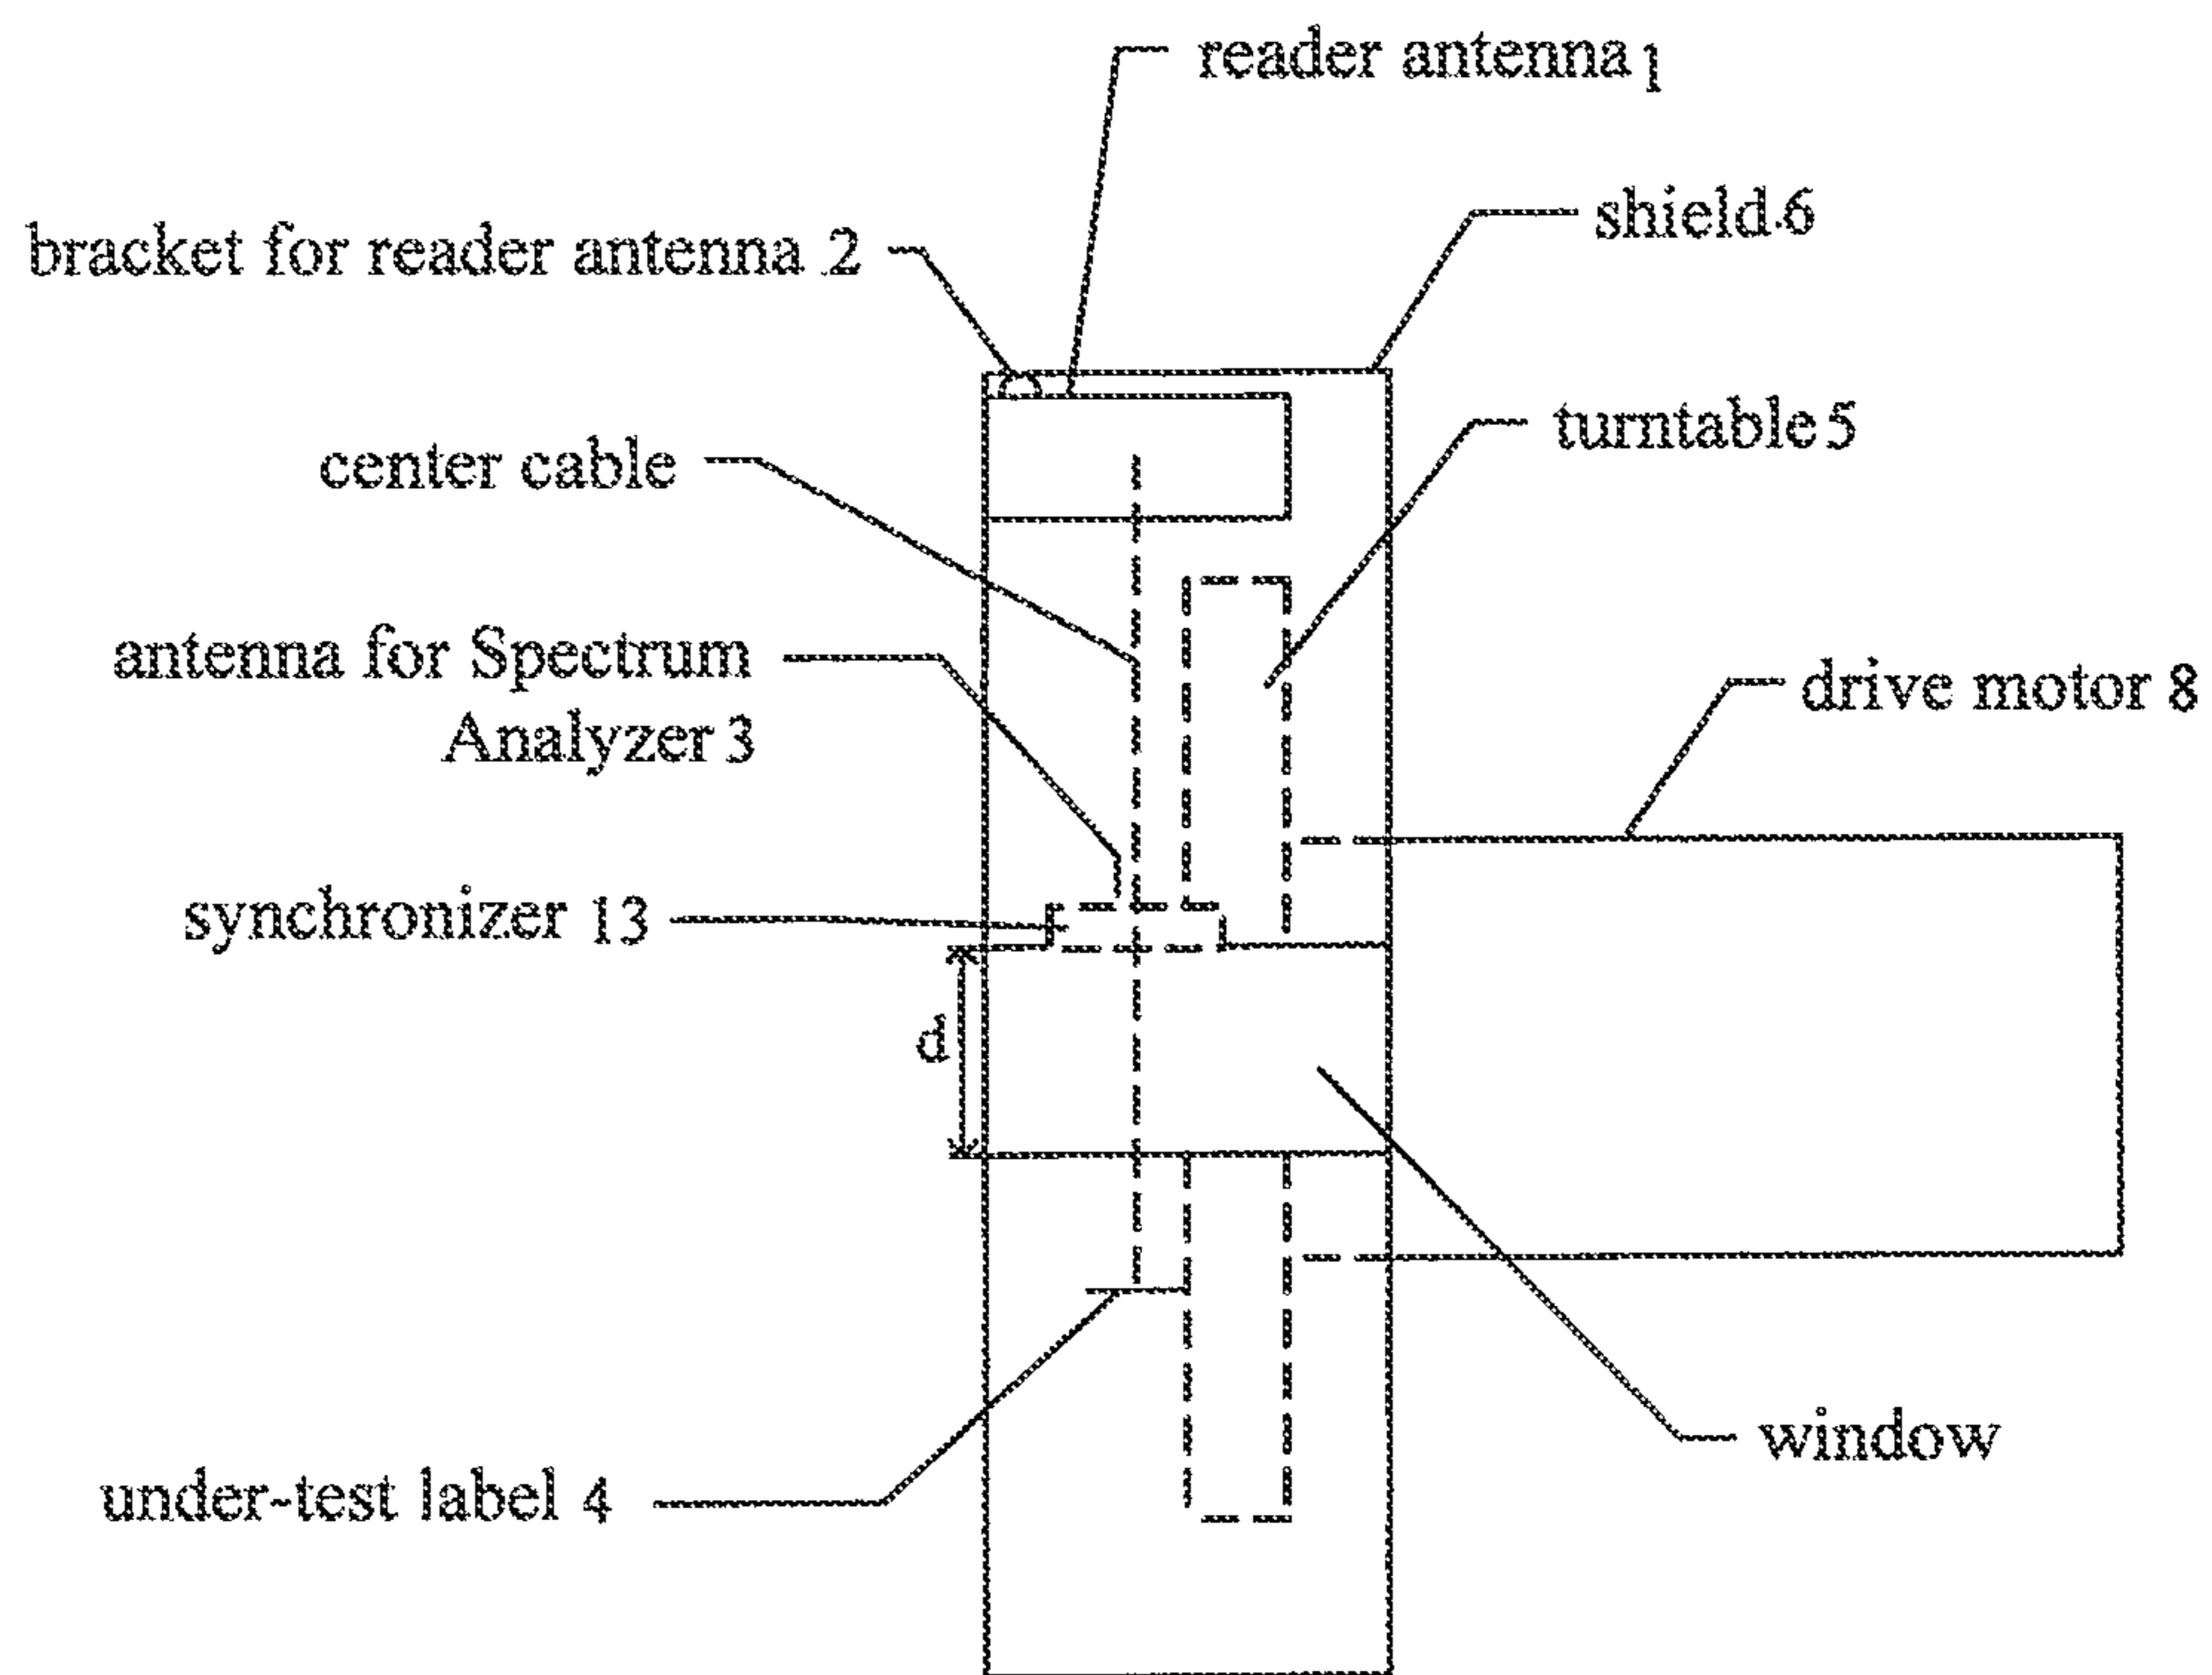 reader antenna 1
shield 6
bracket for reader antenna 2
turntable 5
center cable
antenna for Spectrum
Analyzer 3
drive motor 8
synchronizer 13
d
window
under-test label 4